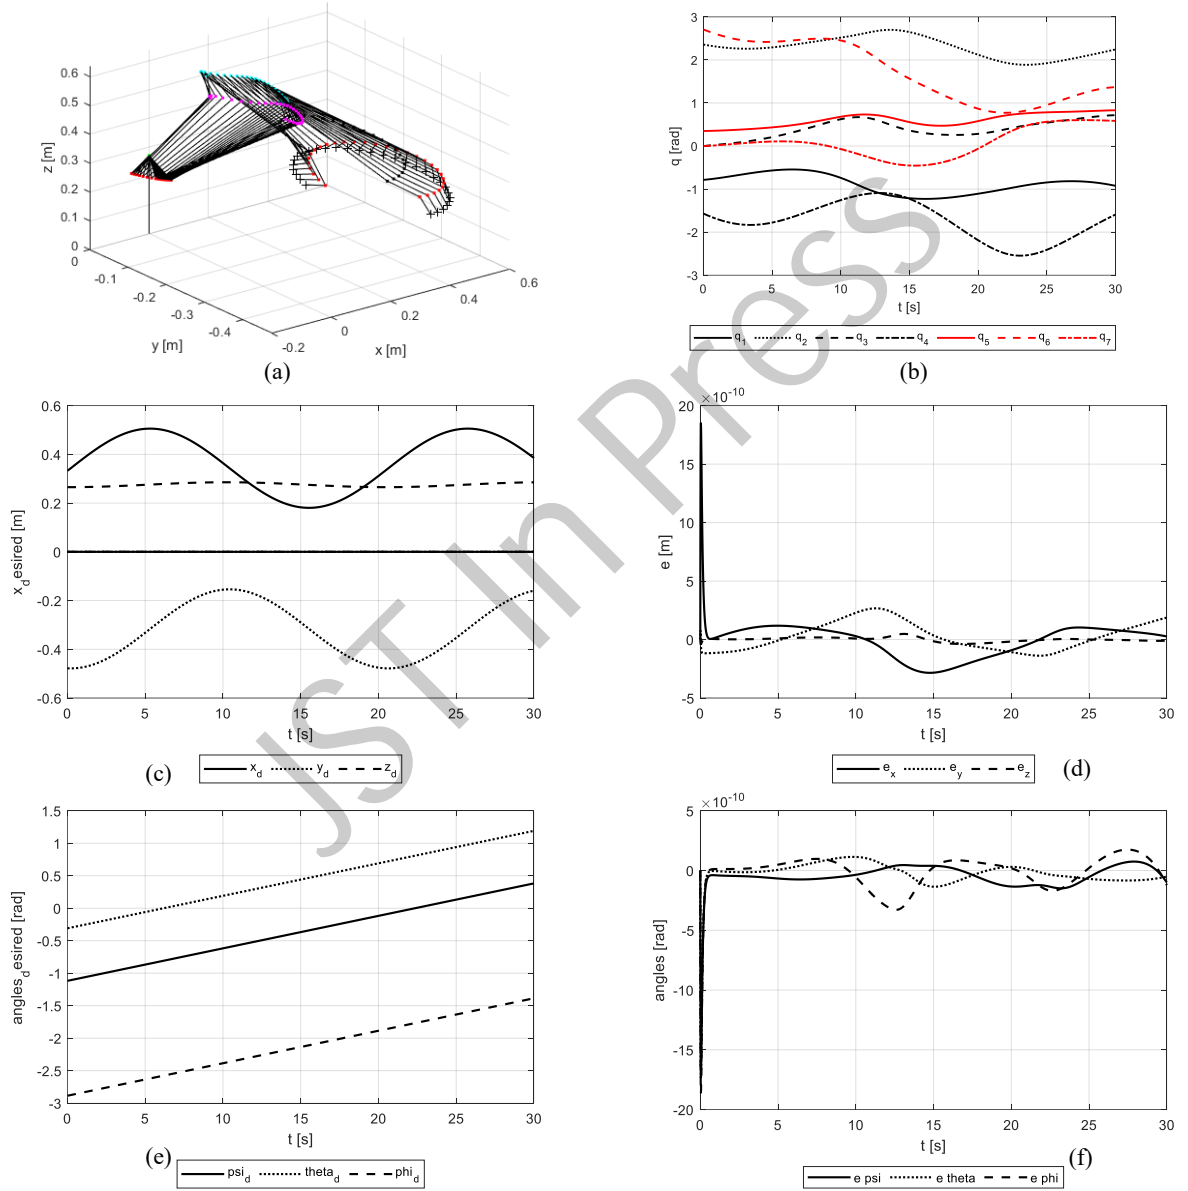 0.6
0.5
0.4
0.3
0.2
0.1
0
z [m]
0
-0.1
-0.2
-0.3
-0.4
y [m]
-0.2
0
0.2
0.4
0.6
x [m]
(a)
3
2
1
0
-1
-2
-3
q [rad]
0 5 10 15 20 25 30
t [s]
q1 q2 q3 q4 q5 q6 q7
(b)
0.6
0.4
0.2
0
-0.2
-0.4
-0.6
xdesired [m]
0 5 10 15 20 25 30
t [s]
xd yd zd
(c)
×10-10
20
15
10
5
0
-5
e [m]
0 5 10 15 20 25 30
t [s]
ex ey ez
(d)
1.5
1
0.5
0
-0.5
-1
-1.5
-2
-2.5
-3
anglesdesired [rad]
0 5 10 15 20 25 30
t [s]
psid thetad phid
(e)
×10-10
5
0
-5
-10
-15
-20
angles [rad]
0 5 10 15 20 25 30
t [s]
e psi e theta e phi
(f)
JST In Press